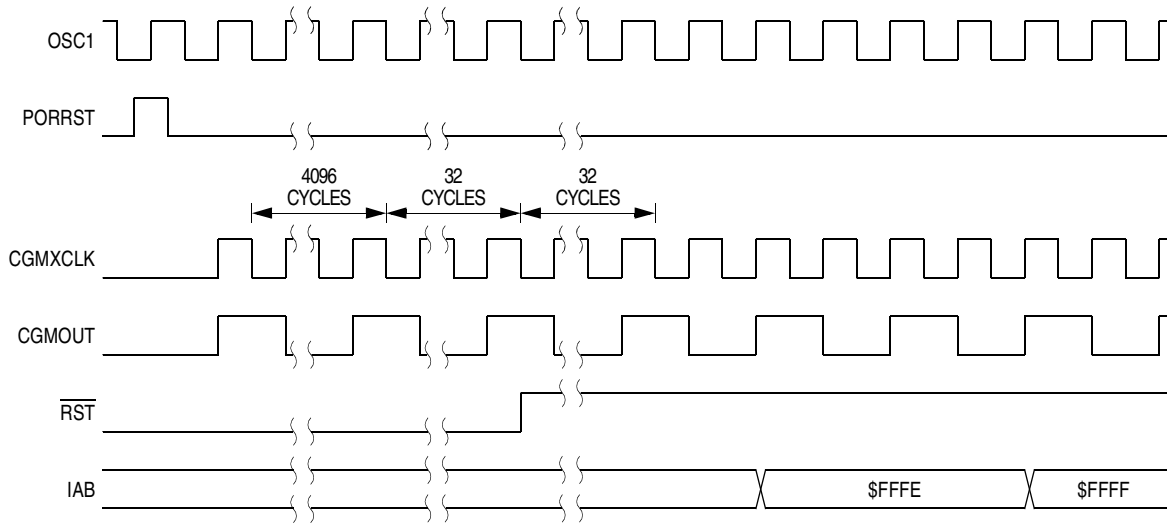 OSC1
PORRST
4096
CYCLES
32
CYCLES
32
CYCLES
CGMXCLK
CGMOUT
RST
IAB
$FFFE
$FFFF